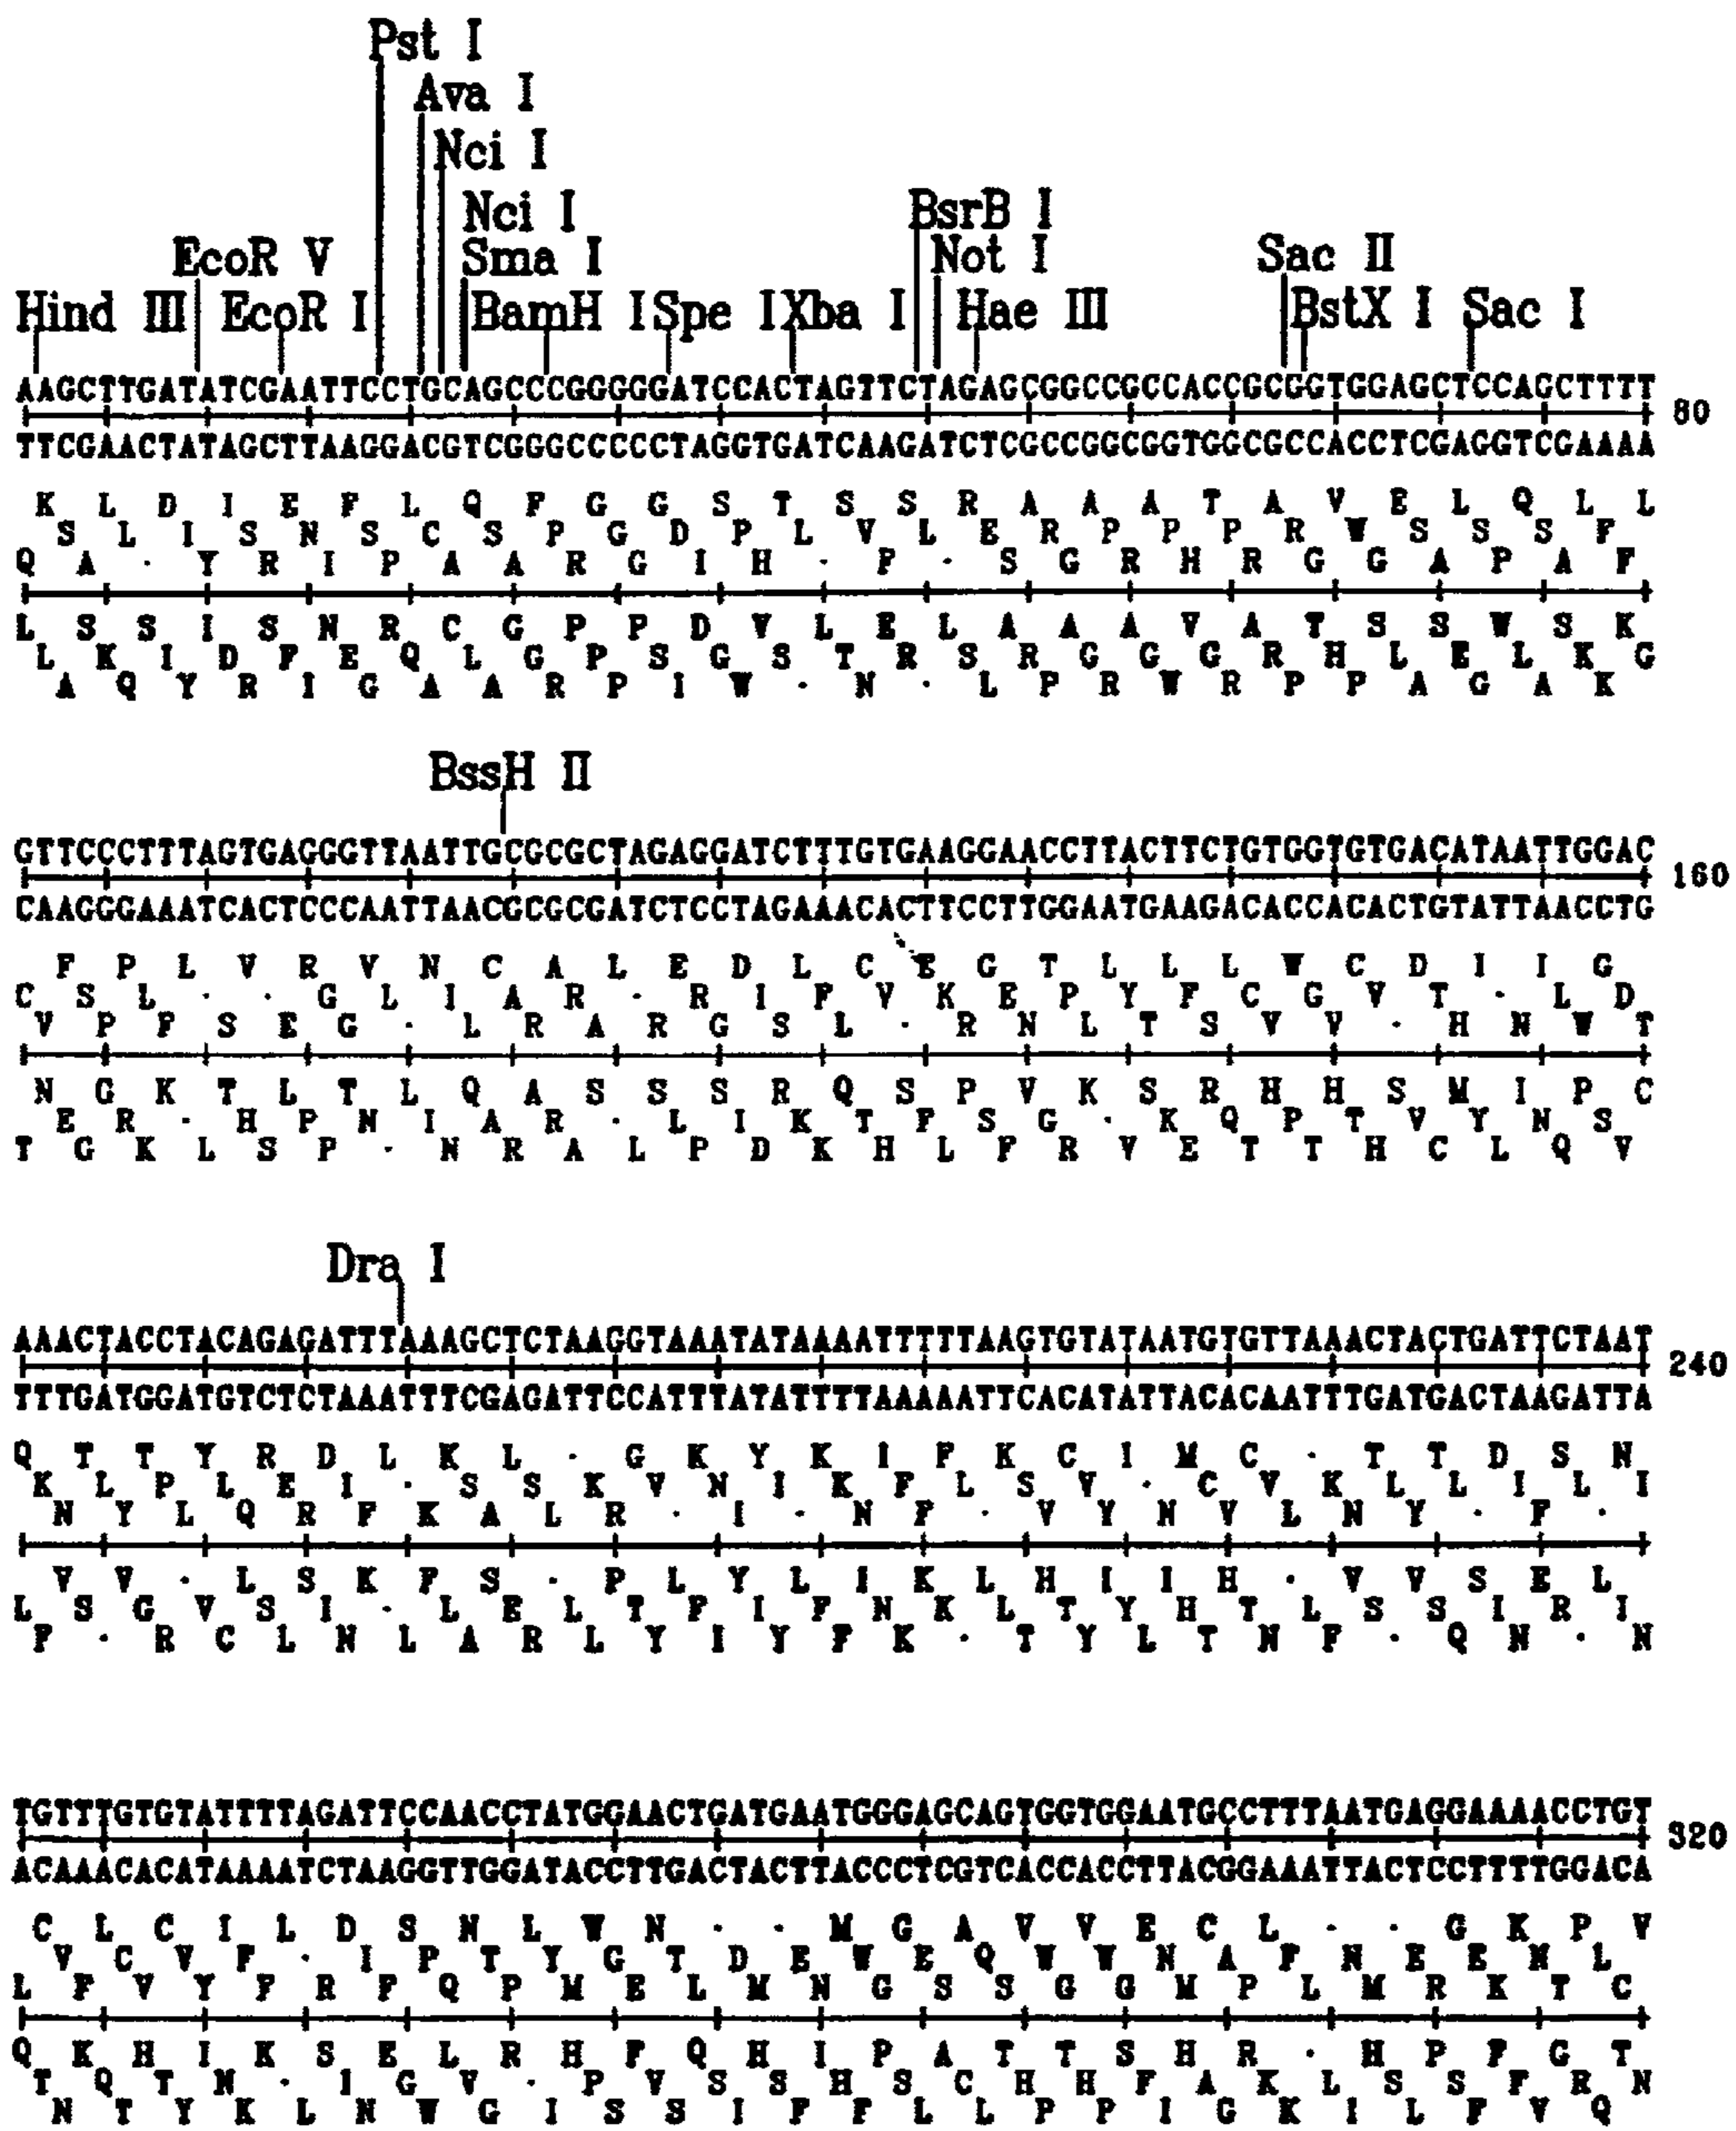 Pst I
Ava I
Nci I
Nci I BsrB I
EcoR V Sma I Not I Sac II
Hind III EcoR I BamH I Spe I Xba I Hae III BstX I Sac I
AAGCTTGATATCGAATTCCTGCAGCCCGGGGGATCCACTAGTTCTAGAGCGGCCGCCACCGCGGTGGAGCTCCAGCTTTT
80
TTCGAACTATAGCTTAAGGACGTCGGGCCCCCTAGGTGATCAAGATCTCGCCGGCGGTGGCGCCACCTCGAGGTCGAAAA
K L D I E F L Q P G G S T S S R A A A T A V E L Q L L
S L I S N S C S P G D P L V L E R P P P R W S S S F
Q A · Y R I P A A R G I H · F · S G R H R G G A P A F
L S S I S N R C G P P D V L E L A A A V A T S S W S K
L K I D F E Q L G P S G S T R S R G G G R H L E L K G
A Q Y R I G A A R P I W · N · L P R W R P P A G A K
BssH II
GTTCCCTTTAGTGAGGGTTAATTGCGCGCTAGAGGATCTTTGTGAAGGAACCTTACTTCTGTGGTGTGACATAATTGGAC
160
CAAGGGAAATCACTCCCAATTAACGCGCGATCTCCTAGAAACACTTCCTTGGAATGAAGACACCACACTGTATTAACCTG
F P L V R V N C A L E D L C E G T L L L W C D I I G
C S L · · G L I A R · R I F V K E P Y F C G V T · L D
V P F S E G · L R A R G S L · R N L T S V V · H N W T
N G K T L T L Q A S S S R Q S P V K S R H H S M I P C
E R · H P N I A R · L I K T F S G · K Q P T V Y N S
T G K L S P · N R A L P D K H L F R V E T T H C L Q V
Dra I
AAACTACCTACAGAGATTTAAAGCTCTAAGGTAAATATAAAATTTTTAAGTGTATAATGTGTTAAACTACTGATTCTAAT
240
TTTGATGGATGTCTCTAAATTTCGAGATTCCATTTATATTTTAAAAATTCACATATTACACAATTTGATGACTAAGATTA
Q T T Y R D L K L · G K Y K I F K C I M C · T T D S N
K L P L E I · S S K V N I K F L S V · C V K L L I L I
N Y L Q R F K A L R · I · N F · V Y N V L N Y · F ·
V V · L S K F S · P L Y L I K L H I I H · V V S E L
L S G V S I · L E L T F I F N K L T Y H T L S S I R I
F · R C L N L A R L Y I Y F K · T Y L T N F · Q N · N
TGTTTGTGTATTTTAGATTCCAACCTATGGAACTGATGAATGGGAGCAGTGGTGGAATGCCTTTAATGAGGAAAACCTGT
320
ACAAACACATAAAATCTAAGGTTGGATACCTTGACTACTTACCCTCGTCACCACCTTACGGAAATTACTCCTTTTGGACA
C L C I L D S N L W N · · M G A V V E C L · · G K P V
V C V F · I P T Y G T D E W E Q W W N A F N E E N L
L F V Y F R F Q P M E L M N G S S G G M P L M R K T C
Q K H I K S E L R H F Q H I P A T T S H R · H P F G T
T Q T N · I G V · P V S S H S C H H F A K L S S F R N
N T Y K L N W G I S S I F F L L P P I G K I L F V Q